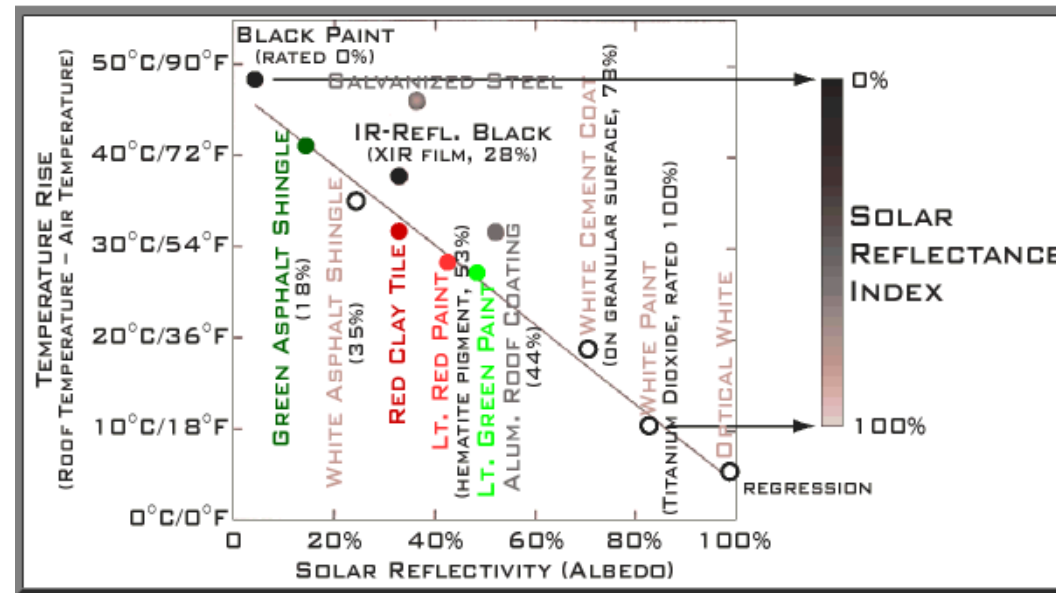 BLACK PAINT
(RATED 0%)
50°C/90°F
0%
GALVANIZED STEEL
IR-REFL. BLACK
(XIR FILM, 28%)
40°C/72°F
30°C/54°F
20°C/36°F
10°C/18°F
0°C/0°F
TEMPERATURE RISE
(ROOF TEMPERATURE – AIR TEMPERATURE)
GREEN ASPHALT SHINGLE
(18%)
WHITE ASPHALT SHINGLE
(35%)
RED CLAY TILE
LT. RED PAINT
(HEMATITE PIGMENT, 53%)
LT. GREEN PAINT
ALUM. ROOF COATING
(44%)
WHITE CEMENT COAT
(ON GRANULAR SURFACE, 73%)
WHITE PAINT
(TITANIUM DIOXIDE, RATED 100%)
OPTICAL WHITE
SOLAR
REFLECTANCE
INDEX
100%
REGRESSION
0 20% 40% 60% 80% 100%
SOLAR REFLECTIVITY (ALBEDO)